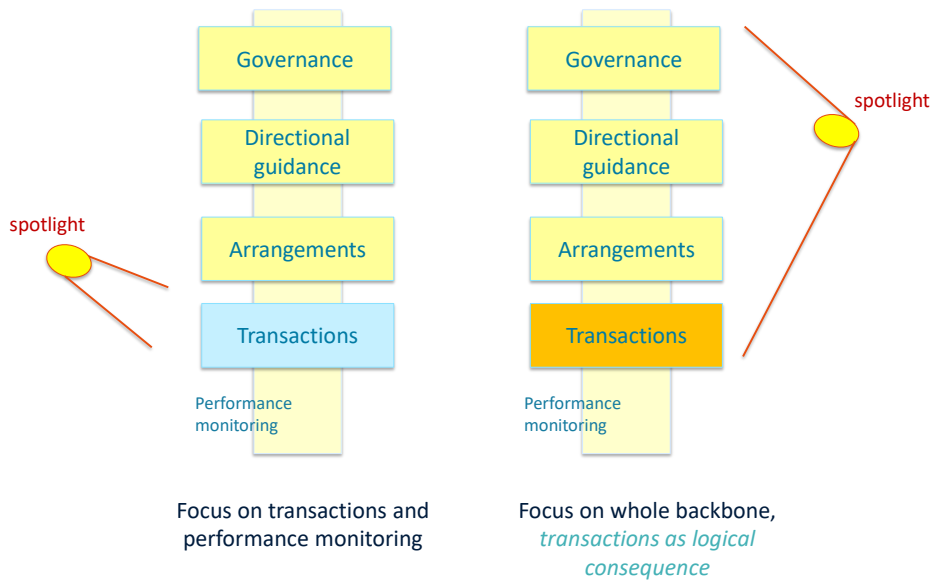 Governance
Directional
guidance
spotlight
Arrangements
Transactions
Performance
monitoring
Focus on transactions and
performance monitoring
Governance
spotlight
Directional
guidance
Arrangements
Transactions
Performance
monitoring
Focus on whole backbone,
transactions as logical
consequence